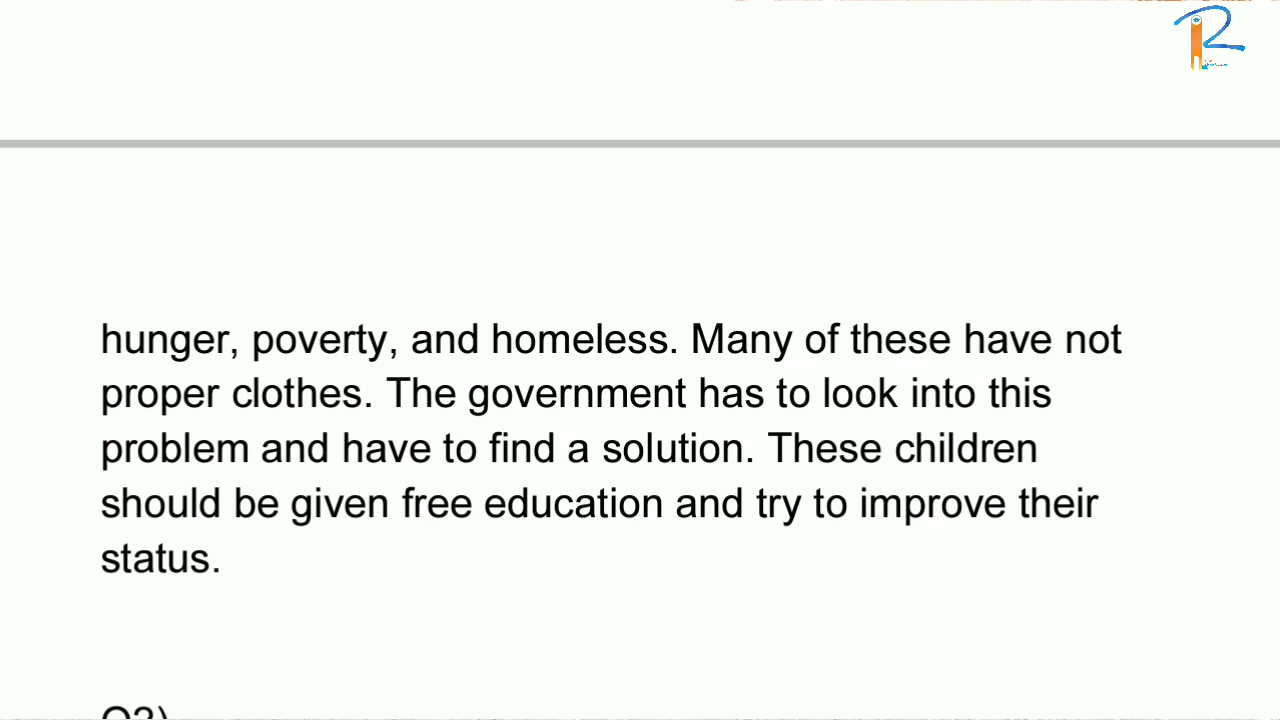 hunger, poverty, and homeless. Many of these have not
proper clothes. The government has to look into this
problem and have to find a solution. These children
should be given free education and try to improve their
status.